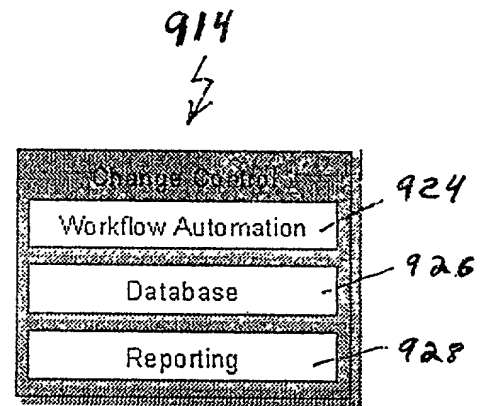 914
Change Control
924
Workflow Automation
926
Database
928
Reporting